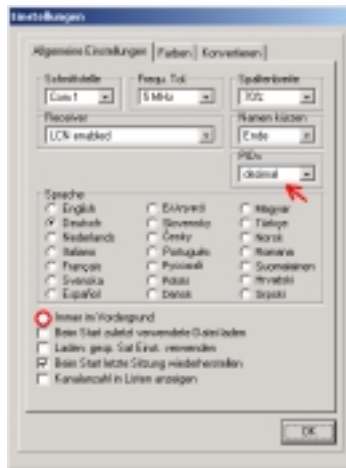 Einstellungen
Allgemeine Einstellungen Farben Konvertieren
Schnittstelle Frequ. Tol. Spaltenbreite
Com 1 5 MHz 70%
Receiver Namen kürzen
LCN enabled Ende
PIDs
dezimal
Sprache
English Ελληνικά Magyar
Deutsch Slovensky Türkçe
Nederlands Česky Norsk
Italiano Português Romana
Français Русский Suomalainen
Svenska Polski Hrvatski
Español Dansk Srpski
Immer im Vordergrund
Beim Start zuletzt verwendete Datei laden
Laden: gesp. Sat Einst. verwenden
Beim Start letzte Sitzung wiederherstellen
Kanalanzahl in Listen anzeigen
OK